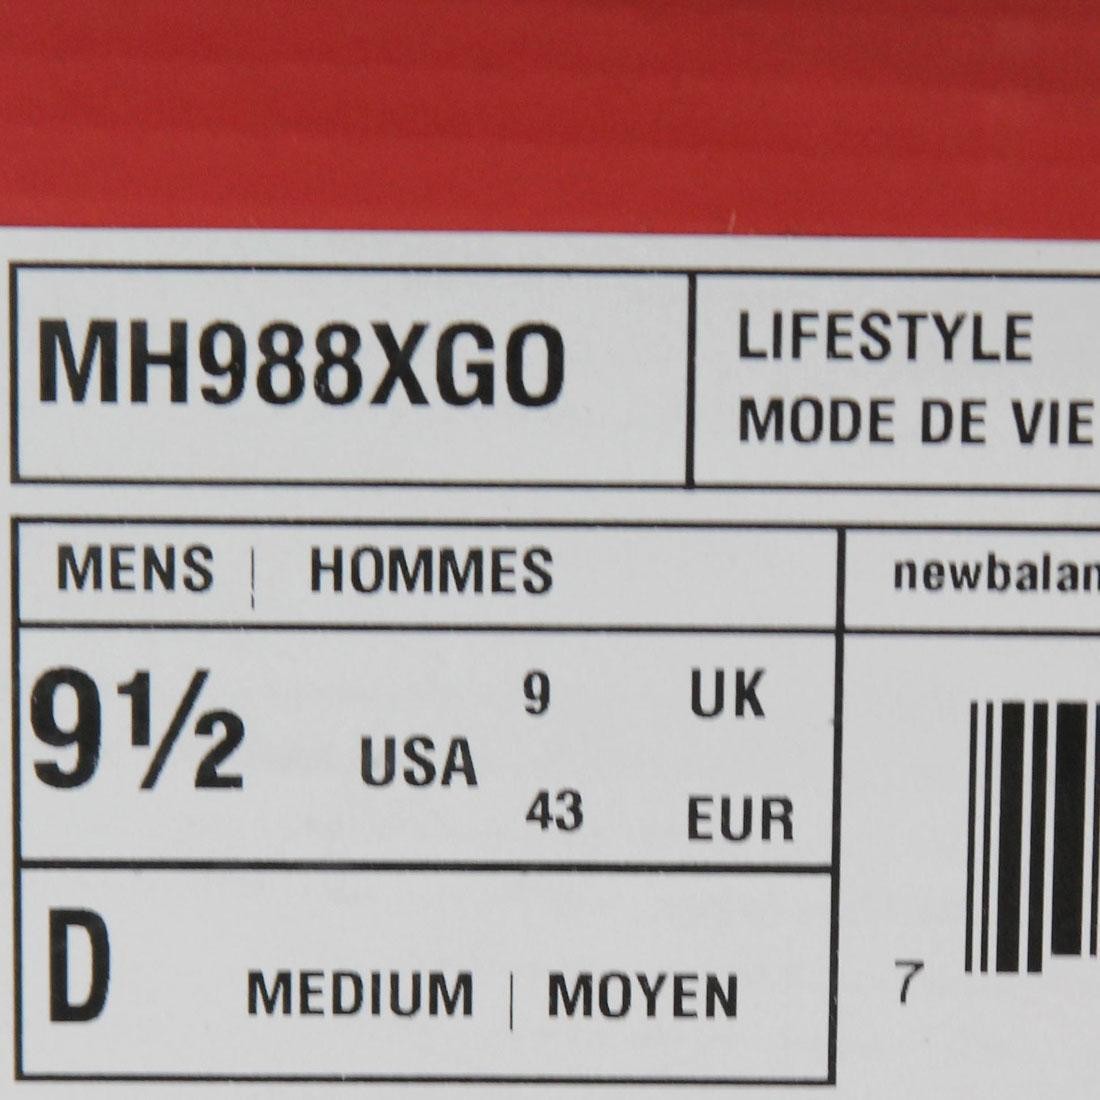 MH988XGO
LIFESTYLE
MODE DE VIE
MENS | HOMMES
newbalan
9½ USA
9 UK
43 EUR
D
MEDIUM | MOYEN
7